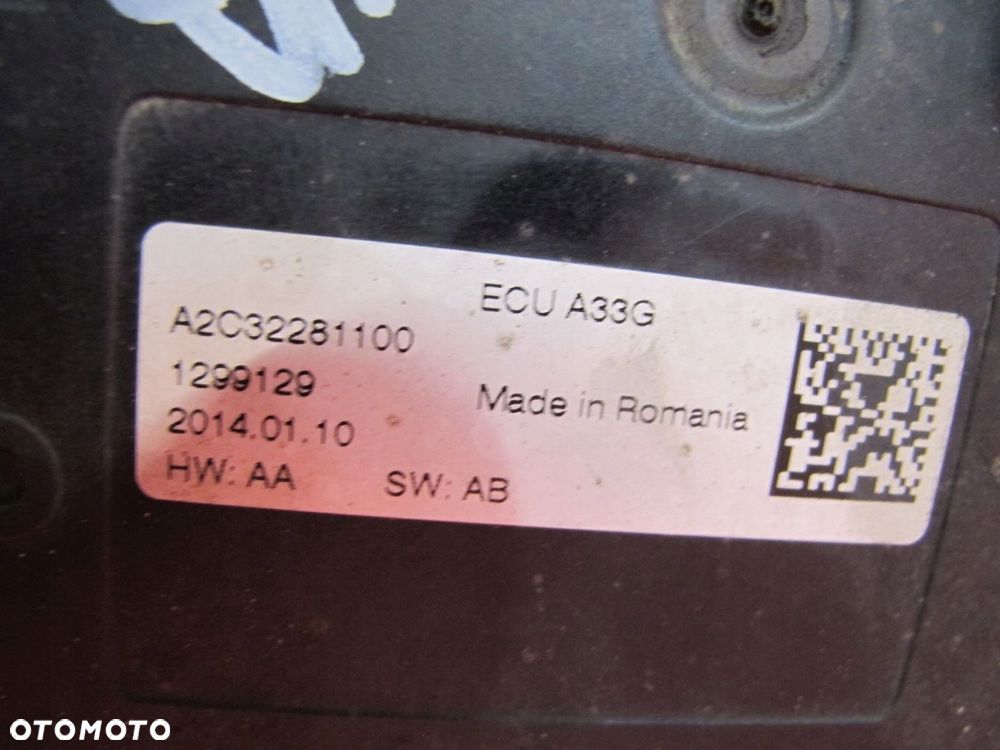 ECU A33G
A2C32281100
1299129
Made in Romania
2014.01.10
HW: AA SW: AB
OTOMOTO